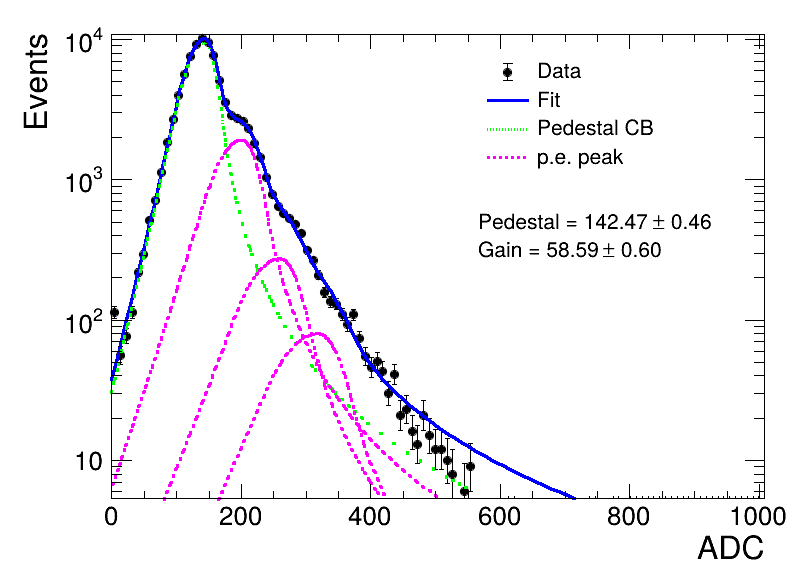 Events
10⁴
10³
10²
10
Data
Fit
Pedestal CB
p.e. peak
Pedestal = 142.47 ± 0.46
Gain = 58.59 ± 0.60
0 200 400 600 800 1000
ADC